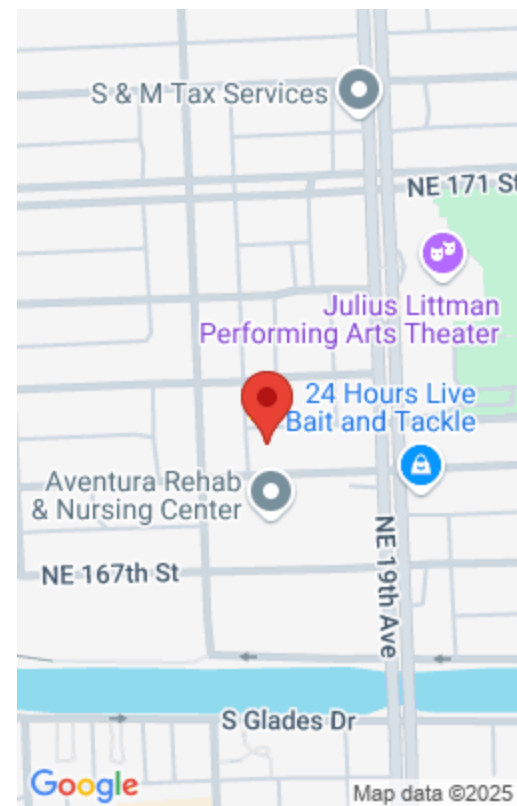 S & M Tax Services
NE 171 St
Julius Littman
Performing Arts Theater
24 Hours Live
Bait and Tackle
Aventura Rehab
& Nursing Center
NE 167th St
NE 19th Ave
S Glades Dr
Google
Map data ©2025